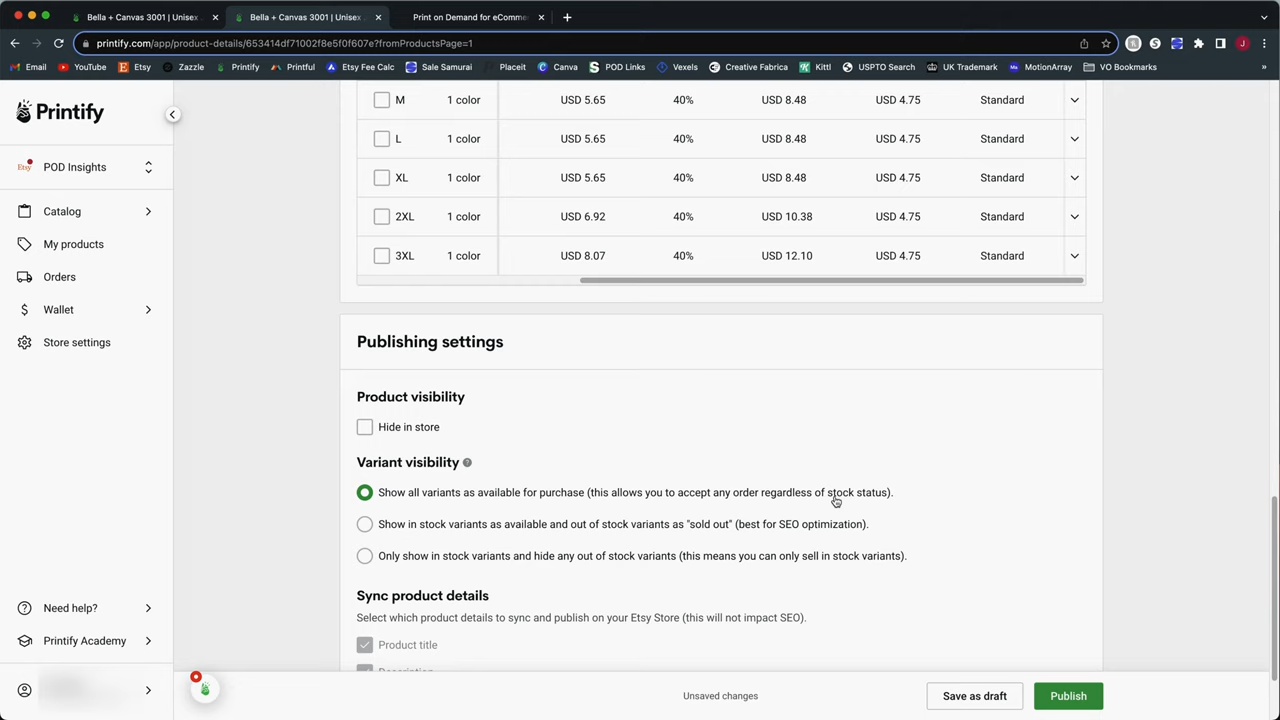 Bella + Canvas 3001 | Unisex
Bella + Canvas 3001 | Unisex
Print on Demand for eComme
printify.com/app/product-details/653414df71002f8e5f0f607e?fromProductsPage=1
Email YouTube Etsy Zazzle Printify Printful Etsy Fee Calc Sale Samurai Placeit Canva POD Links Vexels Creative Fabrica Kittl USPTO Search UK Trademark MotionArray VO Bookmarks
Printify
Etsy POD Insights
Catalog
My products
Orders
Wallet
Store settings
Need help?
Printify Academy
M 1 color USD 5.65 40% USD 8.48 USD 4.75 Standard
L 1 color USD 5.65 40% USD 8.48 USD 4.75 Standard
XL 1 color USD 5.65 40% USD 8.48 USD 4.75 Standard
2XL 1 color USD 6.92 40% USD 10.38 USD 4.75 Standard
3XL 1 color USD 8.07 40% USD 12.10 USD 4.75 Standard
Publishing settings
Product visibility
Hide in store
Variant visibility
Show all variants as available for purchase (this allows you to accept any order regardless of stock status).
Show in stock variants as available and out of stock variants as "sold out" (best for SEO optimization).
Only show in stock variants and hide any out of stock variants (this means you can only sell in stock variants).
Sync product details
Select which product details to sync and publish on your Etsy Store (this will not impact SEO).
Product title
Description
Unsaved changes
Save as draft
Publish